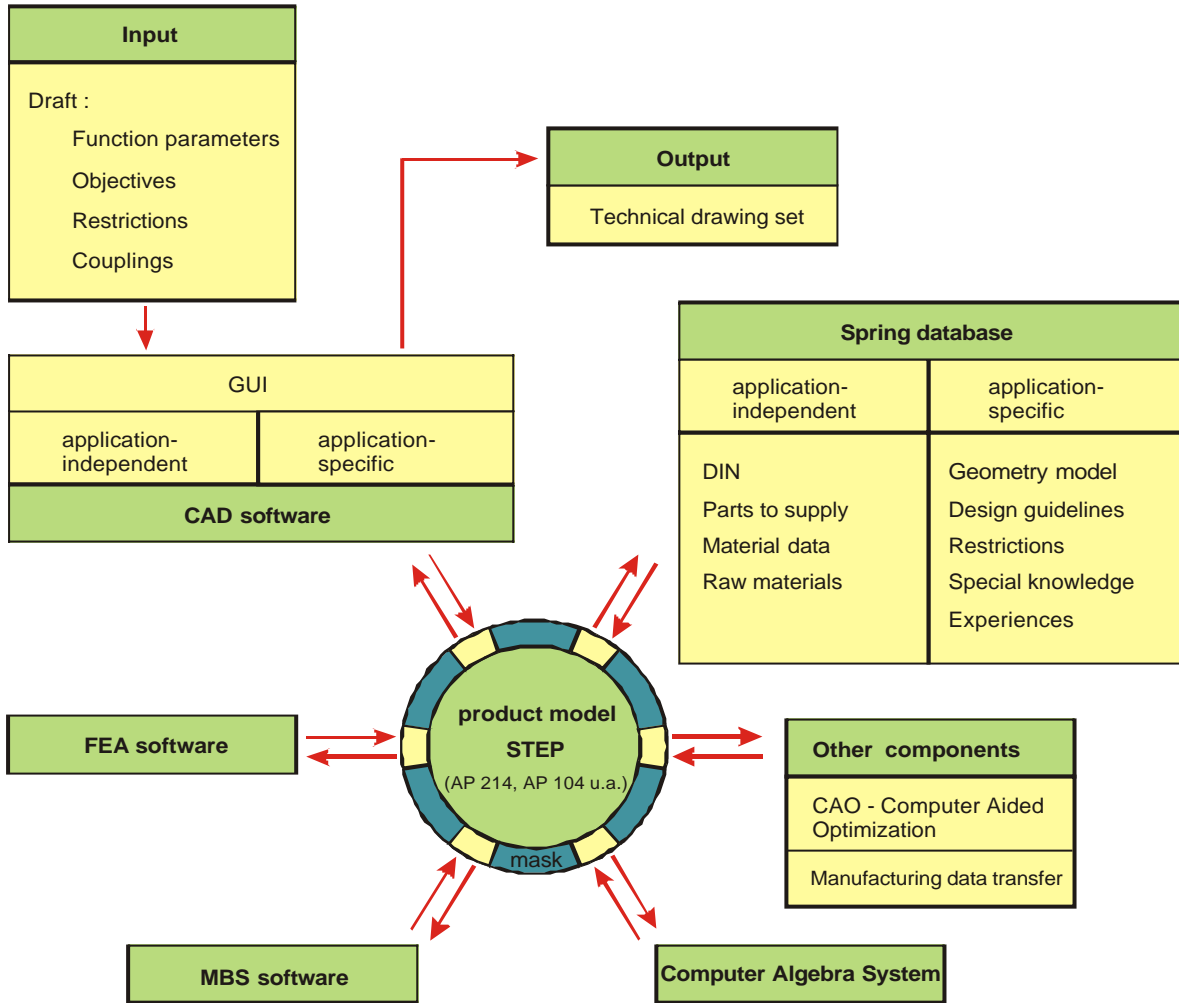 Input
Draft :
Function parameters
Objectives
Restrictions
Couplings
Output
Technical drawing set
GUI
application-
independent
application-
specific
CAD software
Spring database
application-
independent
application-
specific
DIN
Parts to supply
Material data
Raw materials
Geometry model
Design guidelines
Restrictions
Special knowledge
Experiences
product model
STEP
(AP 214, AP 104 u.a.)
mask
FEA software
Other components
CAO - Computer Aided
Optimization
Manufacturing data transfer
MBS software
Computer Algebra System